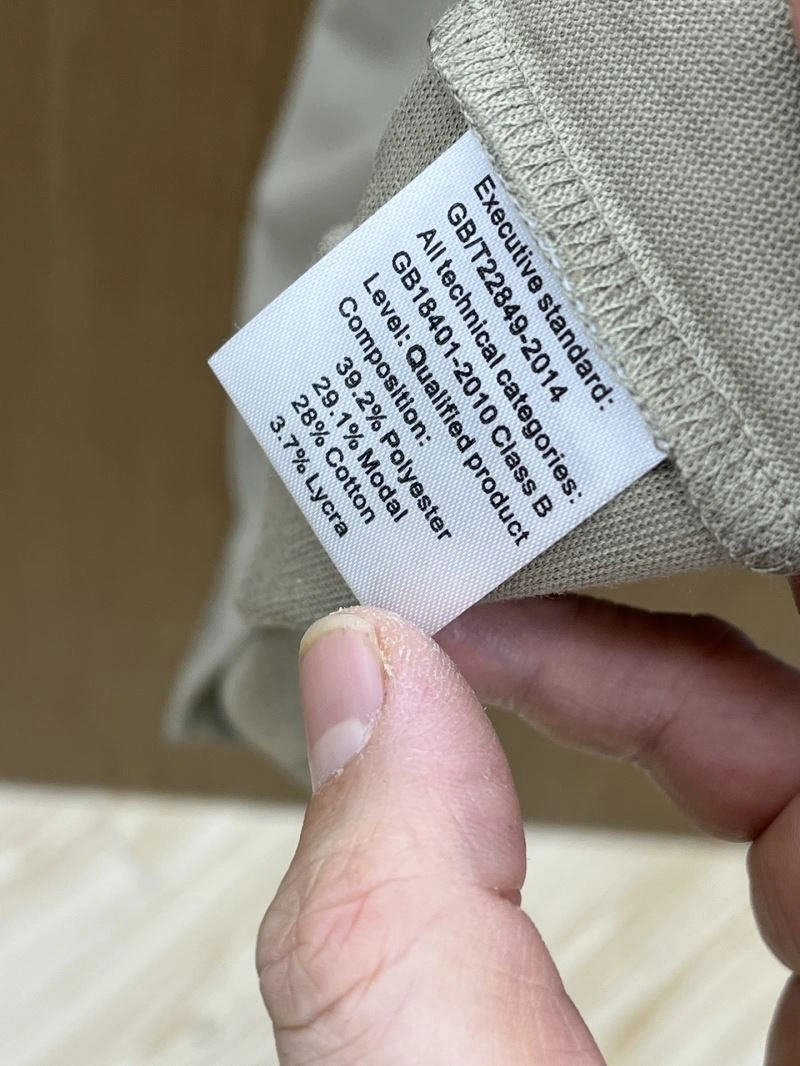 Executive standard:
GB/T22849-2014
All technical categories:
GB18401-2010 Class B
Level: Qualified product
Composition:
39.2% Polyester
29.1% Modal
28% Cotton
3.7% Lycra